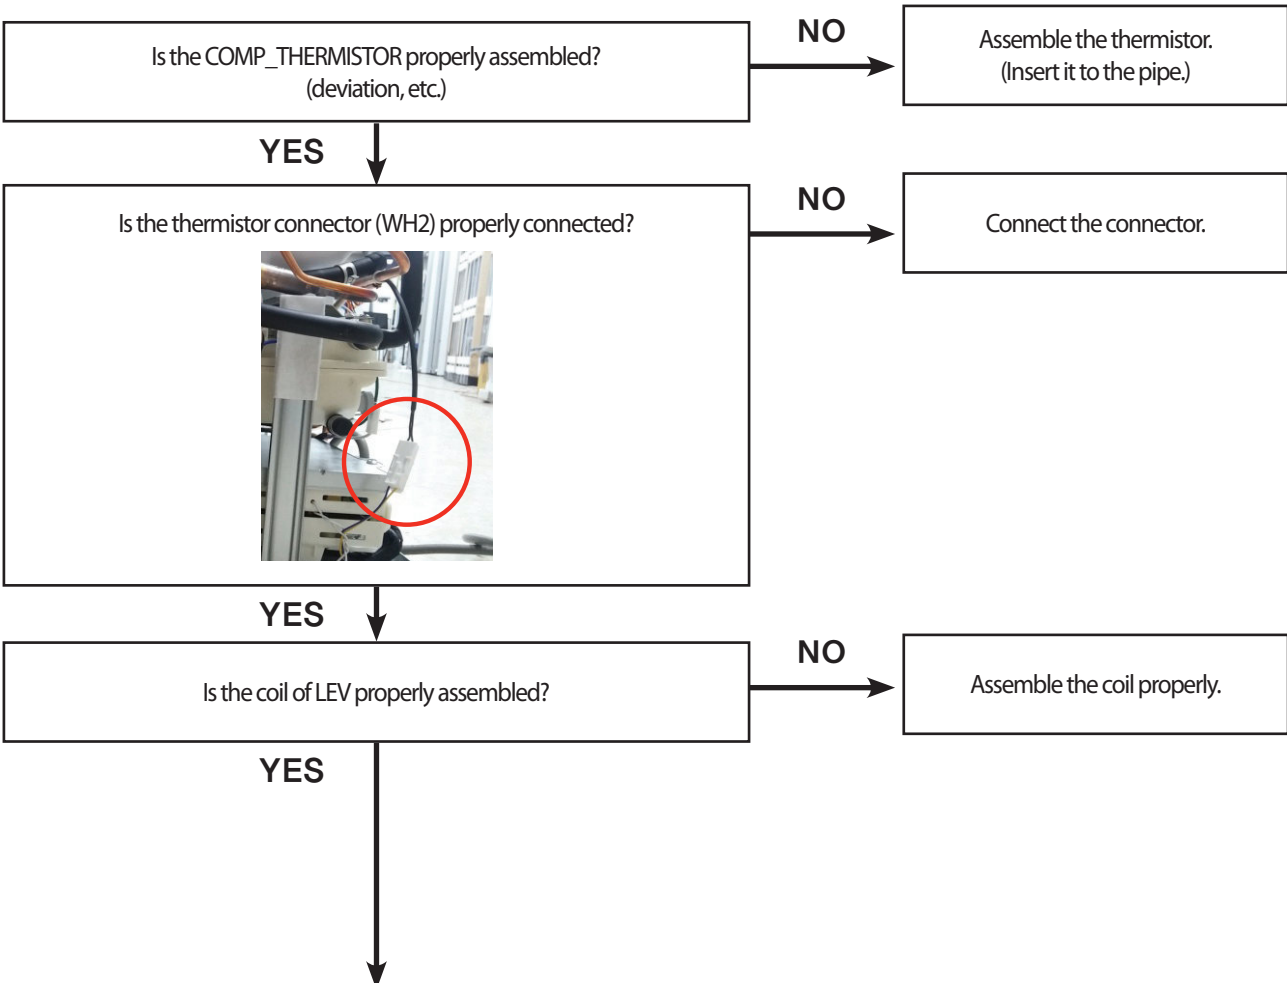 Is the COMP_THERMISTOR properly assembled?
(deviation, etc.)
NO
Assemble the thermistor.
(Insert it to the pipe.)
YES
Is the thermistor connector (WH2) properly connected?
NO
Connect the connector.
YES
Is the coil of LEV properly assembled?
NO
Assemble the coil properly.
YES